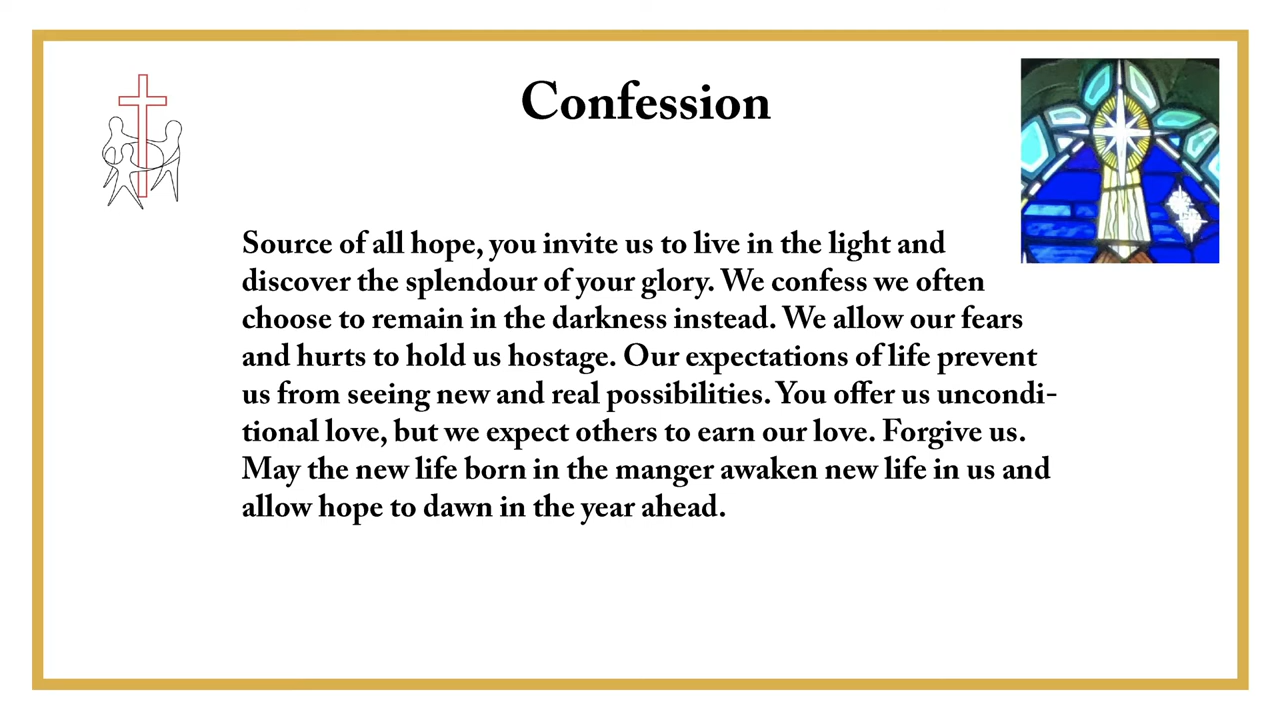 Confession
Source of all hope, you invite us to live in the light and
discover the splendour of your glory. We confess we often
choose to remain in the darkness instead. We allow our fears
and hurts to hold us hostage. Our expectations of life prevent
us from seeing new and real possibilities. You offer us uncondi-
tional love, but we expect others to earn our love. Forgive us.
May the new life born in the manger awaken new life in us and
allow hope to dawn in the year ahead.